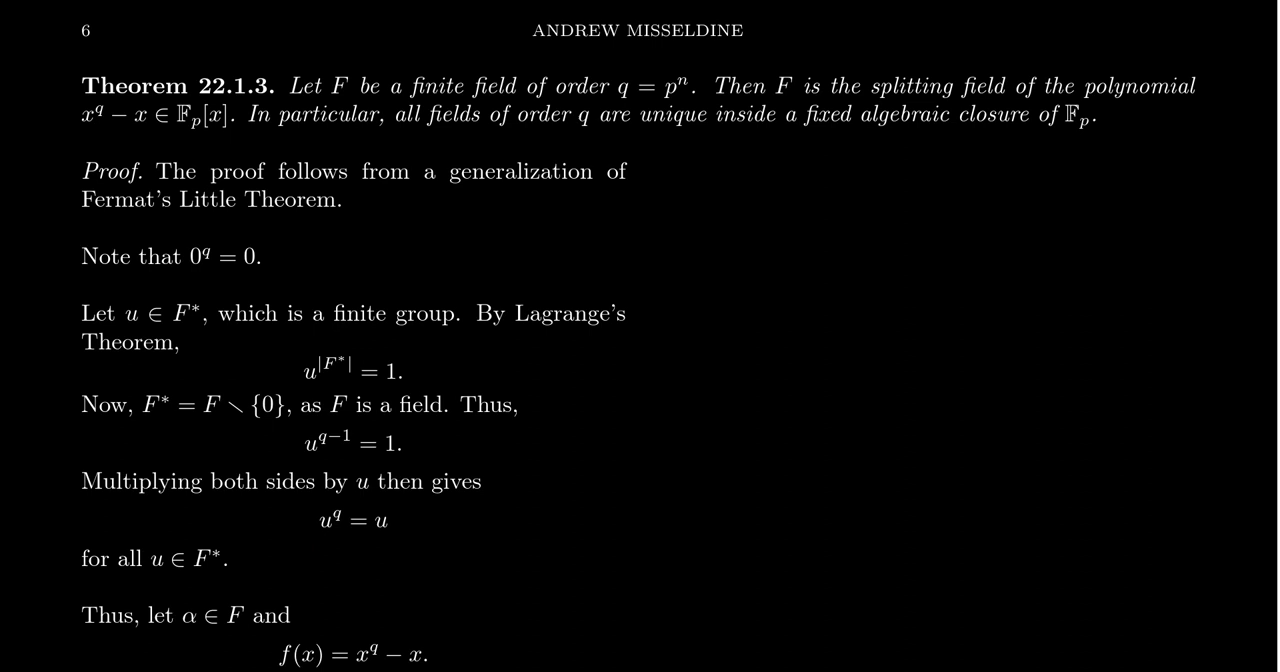 6 ANDREW MISSELDINE
Theorem 22.1.3. Let F be a finite field of order q = pⁿ. Then F is the splitting field of the polynomial
x^q − x ∈ 𝔽ₚ[x]. In particular, all fields of order q are unique inside a fixed algebraic closure of 𝔽ₚ.
Proof. The proof follows from a generalization of
Fermat's Little Theorem.
Note that 0^q = 0.
Let u ∈ F*, which is a finite group. By Lagrange's
Theorem,
u^|F*| = 1.
Now, F* = F ∖ {0}, as F is a field. Thus,
u^{q−1} = 1.
Multiplying both sides by u then gives
u^q = u
for all u ∈ F*.
Thus, let α ∈ F and
f(x) = x^q − x.